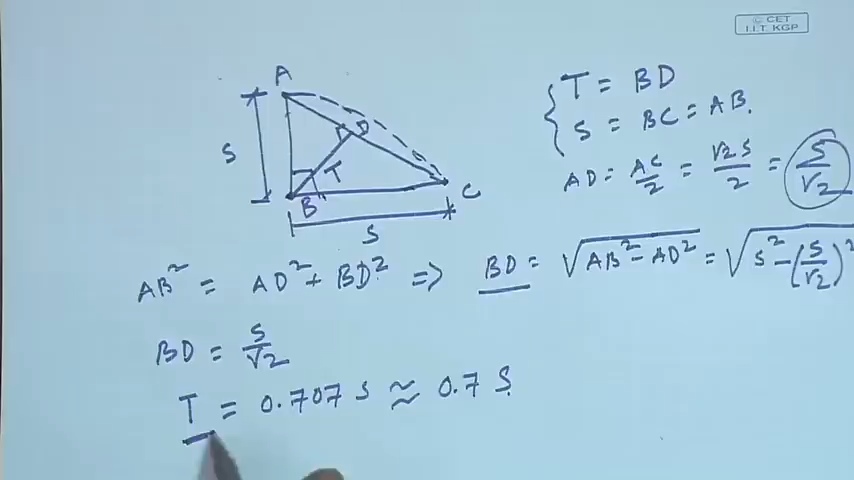 © CET
I.I.T. KGP
A
S
D
T
B
C
S
T = BD
S = BC = AB.
AD = AC/2 = √2 S/2 = S/√2
AB² = AD² + BD² => BD = √AB² - AD² = √S² - (S/√2)²
BD = S/√2
T = 0.707 S ≈ 0.7 S.